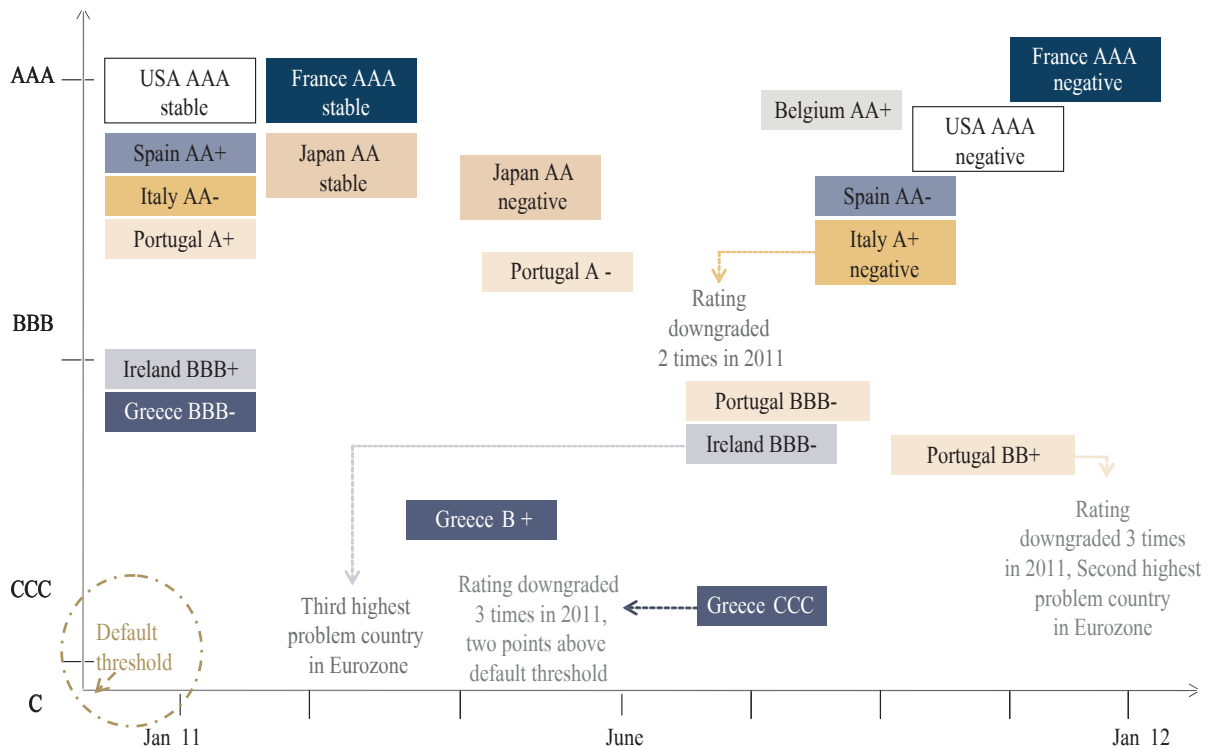 AAA
USA AAA
stable
France AAA
stable
France AAA
negative
Belgium AA+
USA AAA
negative
Spain AA+
Japan AA
stable
Japan AA
negative
Italy AA-
Spain AA-
Portugal A+
Italy A+
negative
Portugal A -
Rating
downgraded
2 times in 2011
BBB
Ireland BBB+
Greece BBB-
Portugal BBB-
Ireland BBB-
Portugal BB+
Greece B +
Rating
downgraded 3 times
in 2011, Second highest
problem country
in Eurozone
CCC
Third highest
problem country
in Eurozone
Rating downgraded
3 times in 2011,
two points above
default threshold
Greece CCC
Default
threshold
C
Jan 11
June
Jan 12